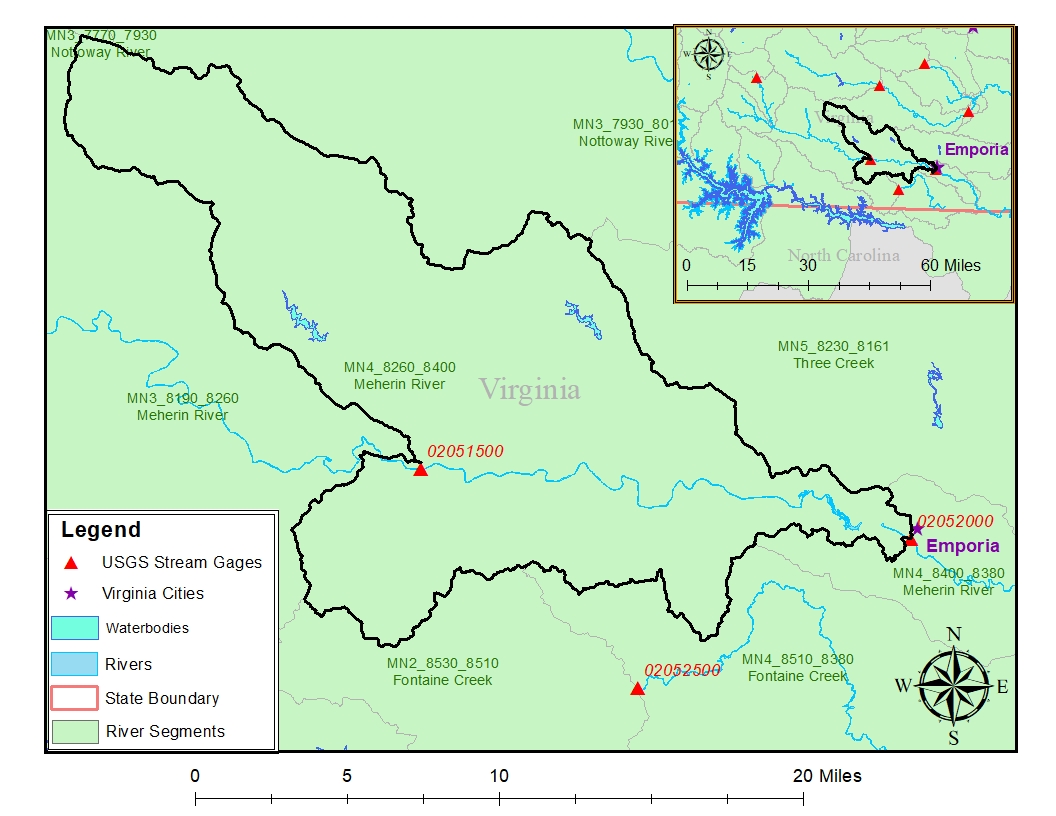 MN3_7770_7930
Nottoway River
MN3_7930_801
Nottoway Rive
N
W E
S
Virginia
Emporia
North Carolina
0 15 30 60 Miles
MN5_8230_8161
Three Creek
MN4_8260_8400
Meherin River
Virginia
MN3_8190_8260
Meherin River
02051500
02052000
Emporia
MN4_8400_8380
Meherin River
MN2_8530_8510
Fontaine Creek
02052500
MN4_8510_8380
Fontaine Creek
Legend
USGS Stream Gages
Virginia Cities
Waterbodies
Rivers
State Boundary
River Segments
N
W E
S
0 5 10 20 Miles